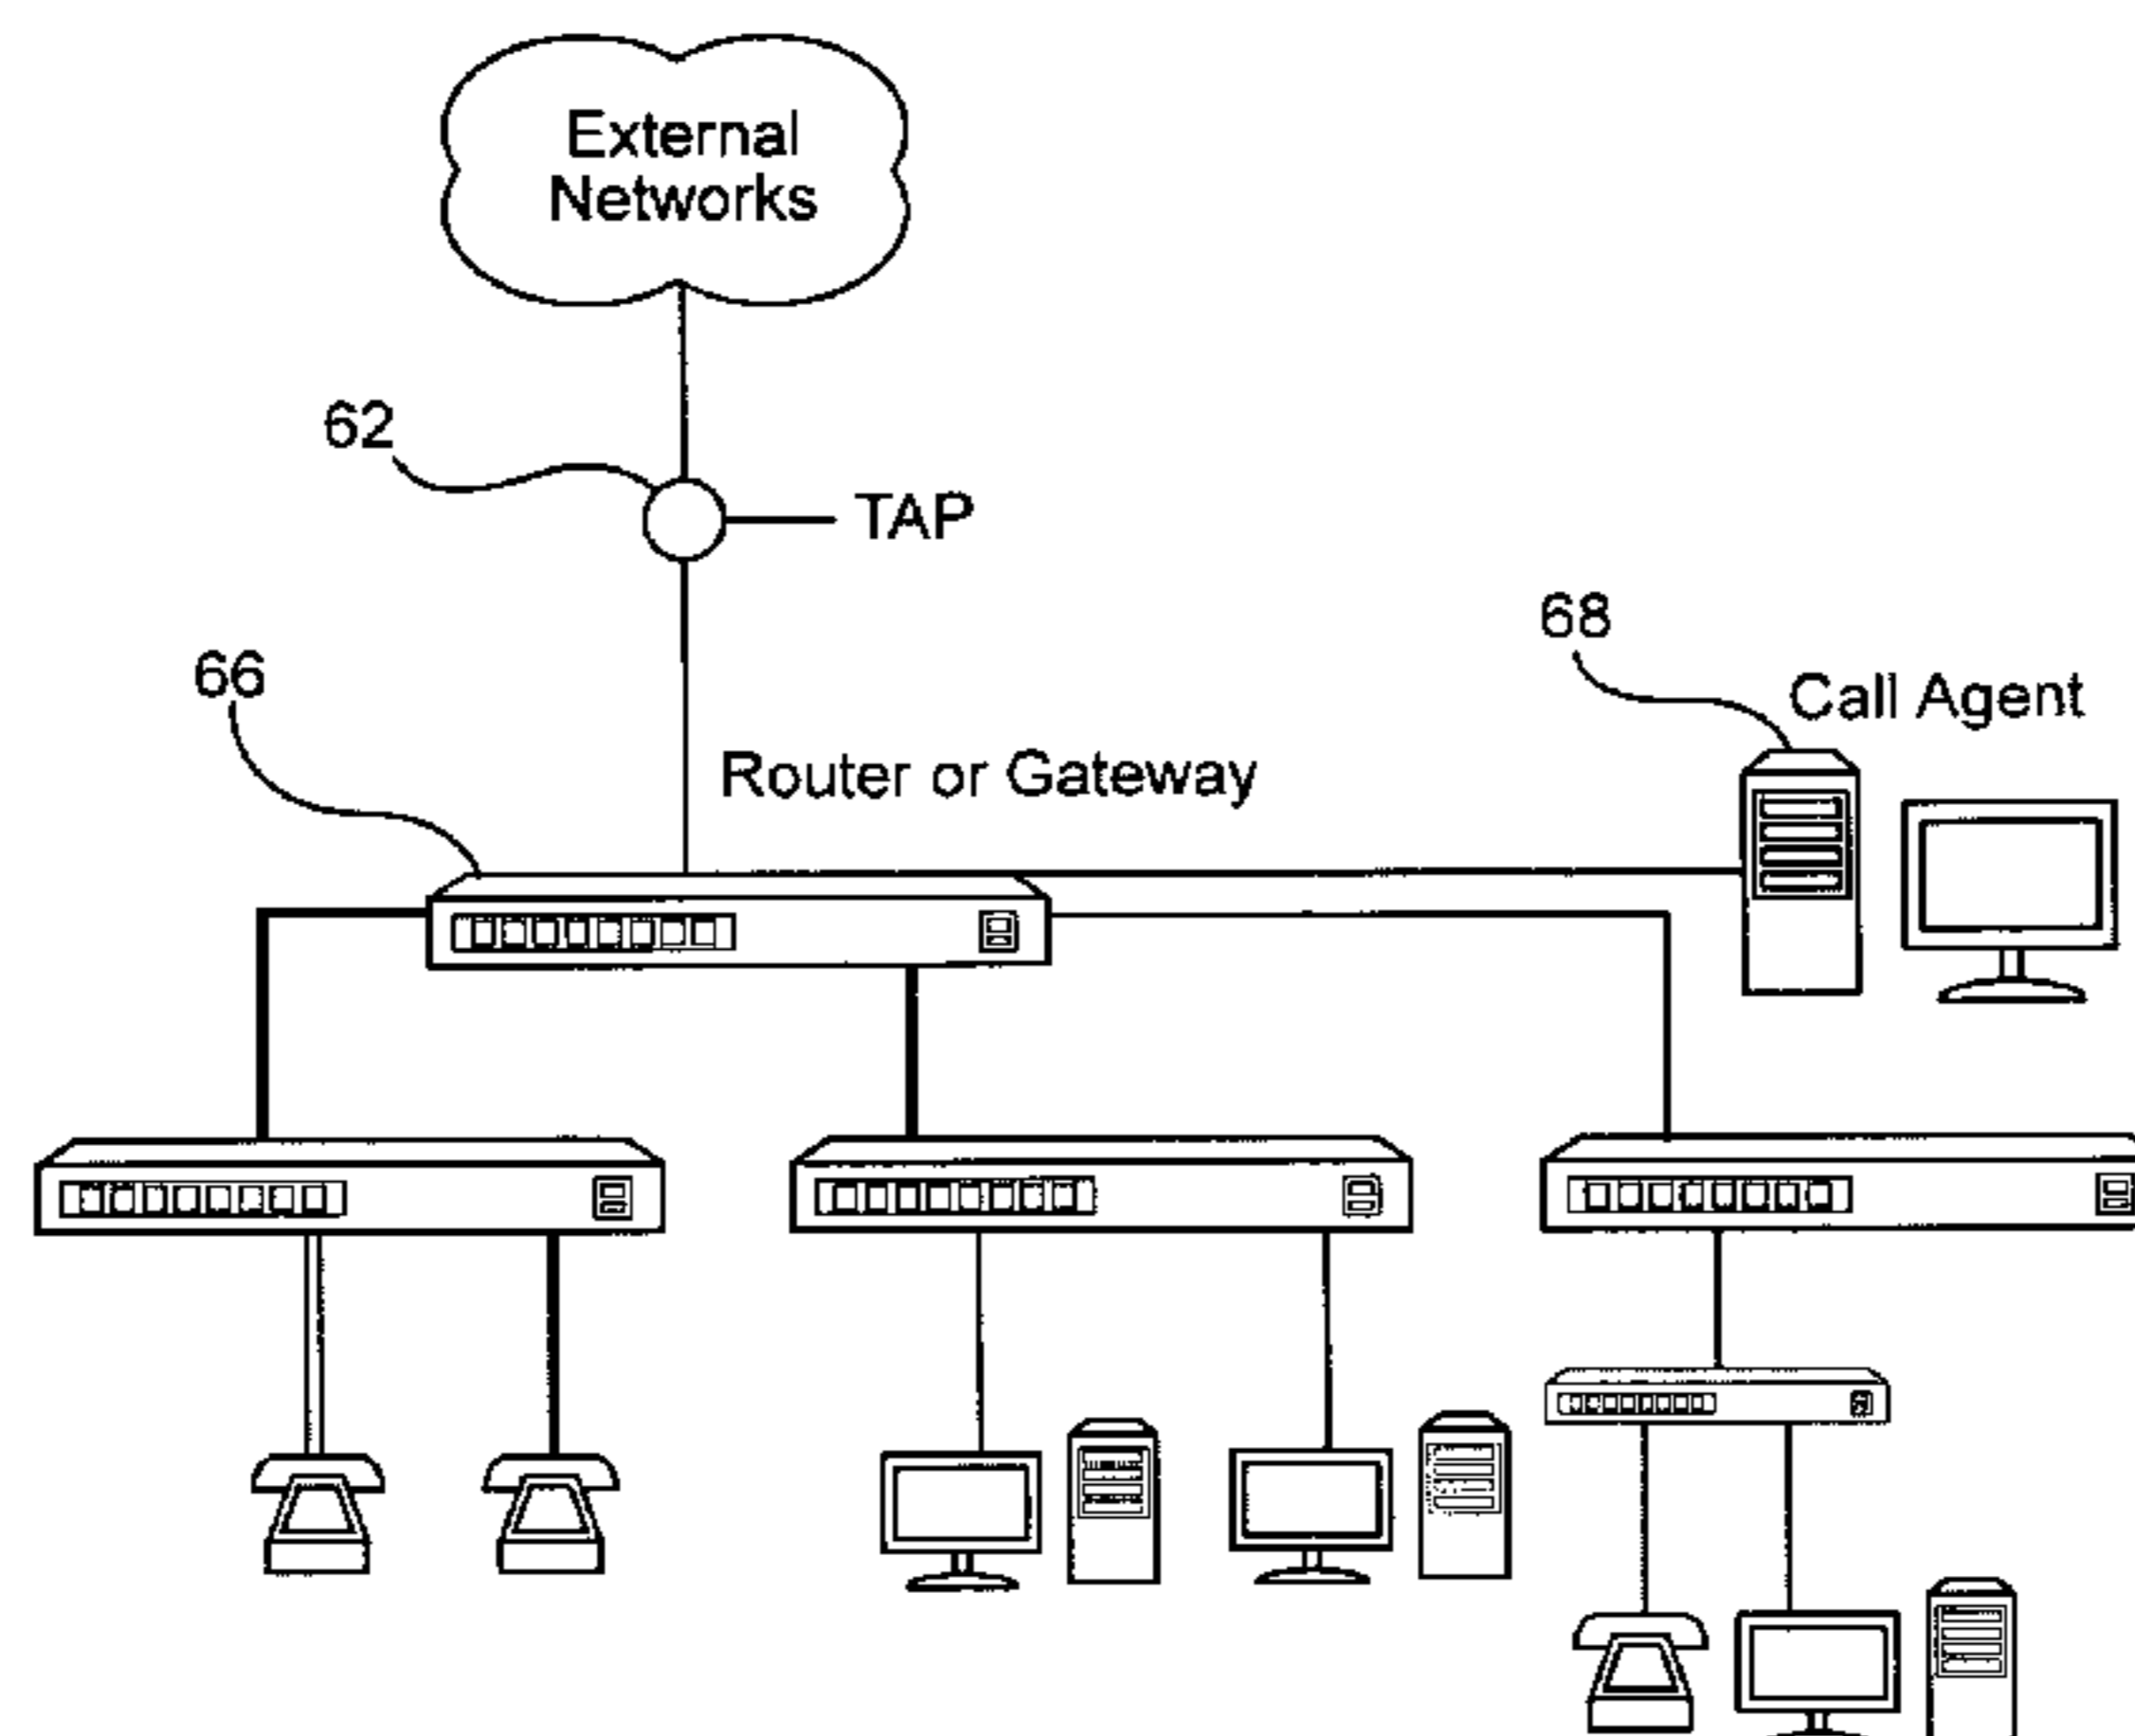 External
Networks
62
TAP
66
68
Call Agent
Router or Gateway